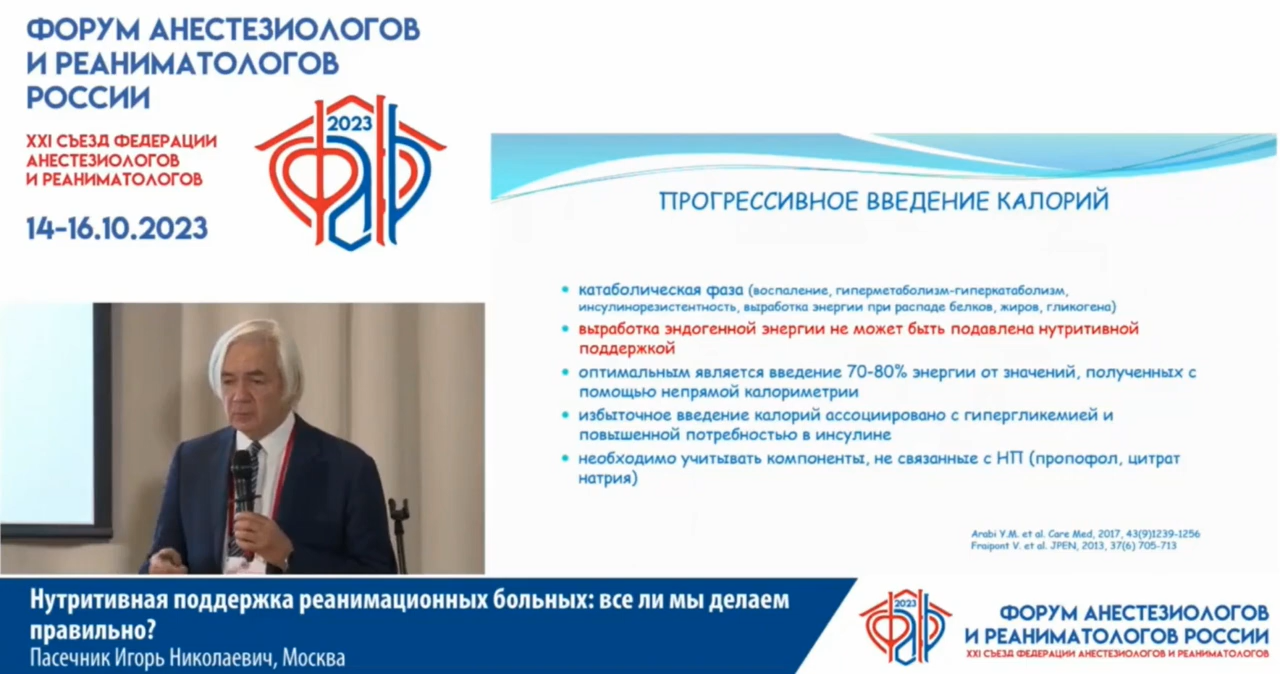 ФОРУМ АНЕСТЕЗИОЛОГОВ
И РЕАНИМАТОЛОГОВ
РОССИИ
XXI СЪЕЗД ФЕДЕРАЦИИ
АНЕСТЕЗИОЛОГОВ
И РЕАНИМАТОЛОГОВ
14-16.10.2023
2023
ФАР
ПРОГРЕССИВНОЕ ВВЕДЕНИЕ КАЛОРИЙ
• катаболическая фаза (воспаление, гиперметаболизм-гиперкатаболизм,
инсулинорезистентность, выработка энергии при распаде белков, жиров, гликогена)
• выработка эндогенной энергии не может быть подавлена нутритивной
поддержкой
• оптимальным является введение 70-80% энергии от значений, полученных с
помощью непрямой калориметрии
• избыточное введение калорий ассоциировано с гипергликемией и
повышенной потребностью в инсулине
• необходимо учитывать компоненты, не связанные с НП (пропофол, цитрат
натрия)
Arabi Y.M. et al. Care Med, 2017, 43(9)1239-1256
Fraipont V. et al. JPEN, 2013, 37(6) 705-713
Нутритивная поддержка реанимационных больных: все ли мы делаем
правильно?
Пасечник Игорь Николаевич, Москва
2023
ФАР
ФОРУМ АНЕСТЕЗИОЛОГОВ
И РЕАНИМАТОЛОГОВ РОССИИ
XXI СЪЕЗД ФЕДЕРАЦИИ АНЕСТЕЗИОЛОГОВ И РЕАНИМАТОЛОГОВ